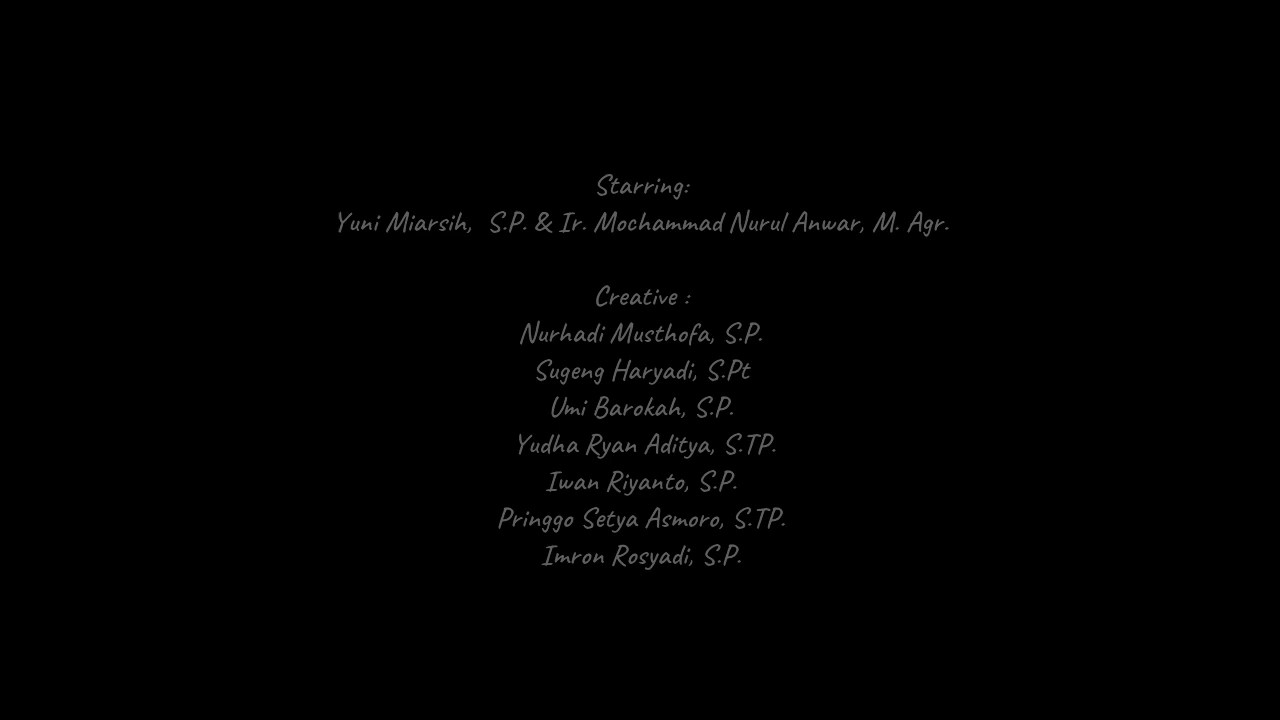 Starring:
Yuni Miarsih, S.P. & Ir. Mochammad Nurul Anwar, M. Agr.
Creative :
Nurhadi Musthofa, S.P.
Sugeng Haryadi, S.Pt
Umi Barokah, S.P.
Yudha Ryan Aditya, S.TP.
Iwan Riyanto, S.P.
Pringgo Setya Asmoro, S.TP.
Imron Rosyadi, S.P.